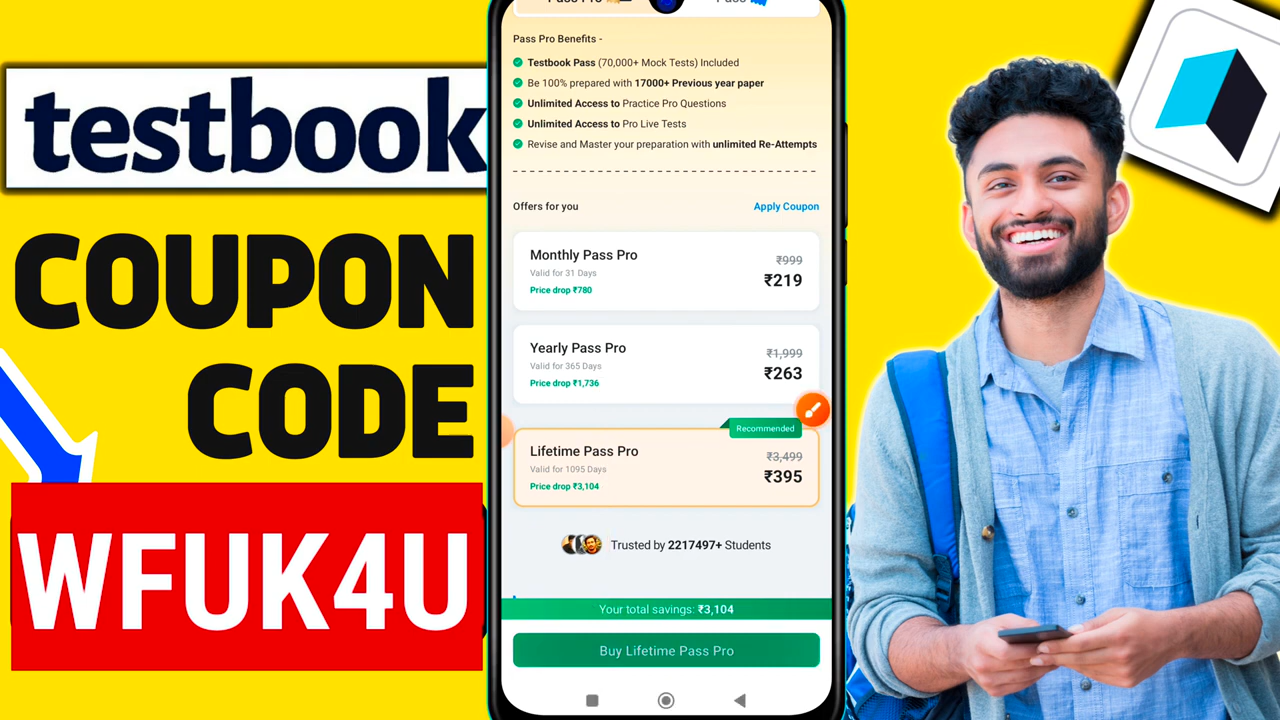 testbook
COUPON
CODE
WFUK4U
Pass Pro Benefits -
Testbook Pass (70,000+ Mock Tests) Included
Be 100% prepared with 17000+ Previous year paper
Unlimited Access to Practice Pro Questions
Unlimited Access to Pro Live Tests
Revise and Master your preparation with unlimited Re-Attempts
Offers for you
Apply Coupon
Monthly Pass Pro
₹999
Valid for 31 Days
₹219
Price drop ₹780
Yearly Pass Pro
₹1,999
Valid for 365 Days
₹263
Price drop ₹1,736
Recommended
Lifetime Pass Pro
₹3,499
Valid for 1095 Days
₹395
Price drop ₹3,104
Trusted by 2217497+ Students
Your total savings: ₹3,104
Buy Lifetime Pass Pro